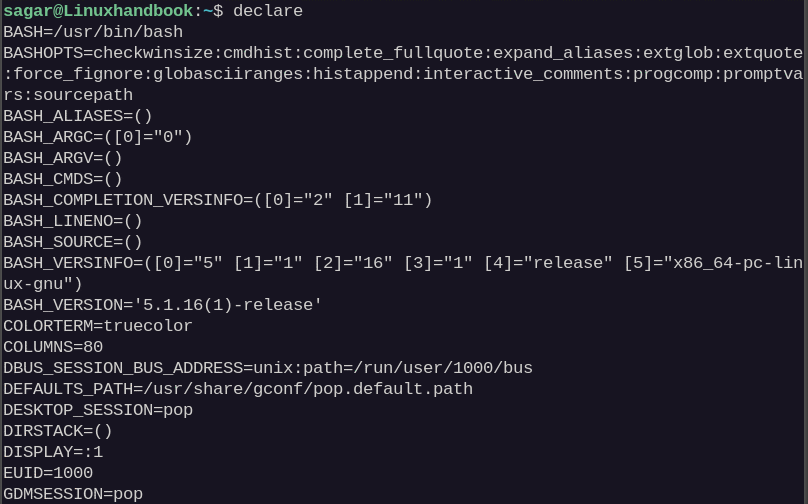 sagar@Linuxhandbook:~$ declare
BASH=/usr/bin/bash
BASHOPTS=checkwinsize:cmdhist:complete_fullquote:expand_aliases:extglob:extquote
:force_fignore:globasciiranges:histappend:interactive_comments:progcomp:promptva
rs:sourcepath
BASH_ALIASES=()
BASH_ARGC=([0]="0")
BASH_ARGV=()
BASH_CMDS=()
BASH_COMPLETION_VERSINFO=([0]="2" [1]="11")
BASH_LINENO=()
BASH_SOURCE=()
BASH_VERSINFO=([0]="5" [1]="1" [2]="16" [3]="1" [4]="release" [5]="x86_64-pc-lin
ux-gnu")
BASH_VERSION='5.1.16(1)-release'
COLORTERM=truecolor
COLUMNS=80
DBUS_SESSION_BUS_ADDRESS=unix:path=/run/user/1000/bus
DEFAULTS_PATH=/usr/share/gconf/pop.default.path
DESKTOP_SESSION=pop
DIRSTACK=()
DISPLAY=:1
EUID=1000
GDMSESSION=pop